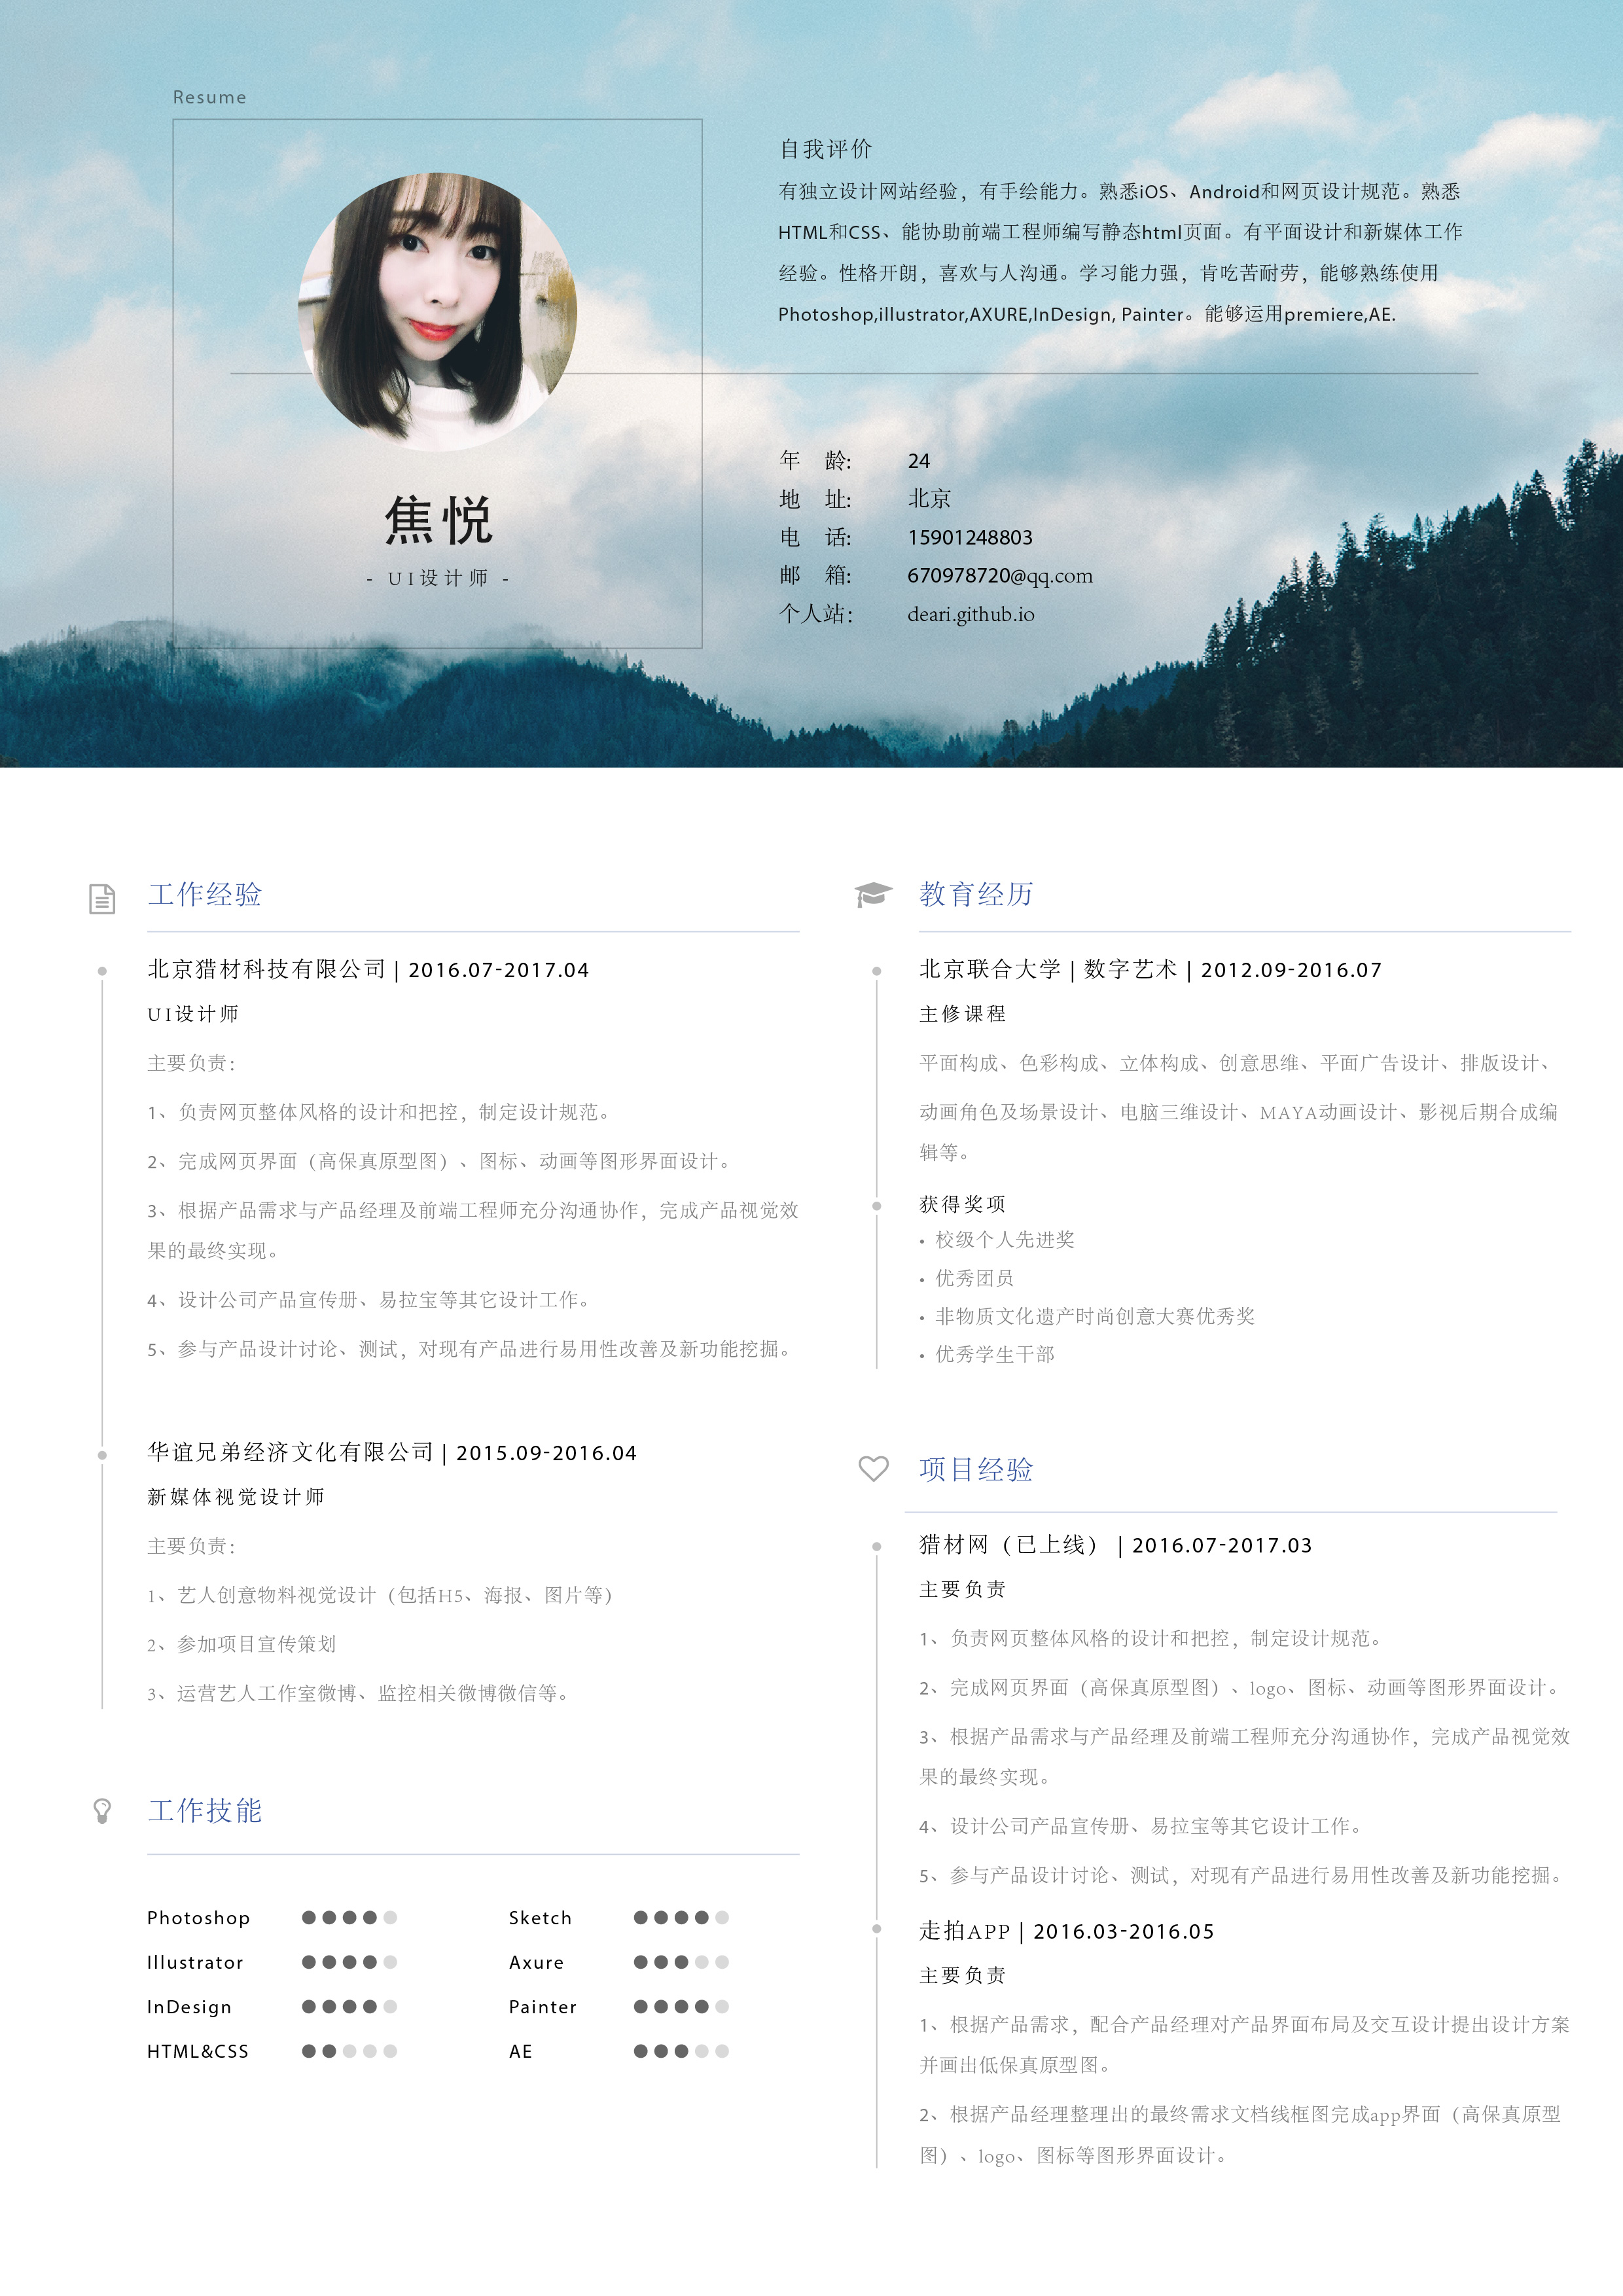 Resume
焦悦
- UI设计师 -
自我评价
有独立设计网站经验，有手绘能力。熟悉iOS、Android和网页设计规范。熟悉
HTML和CSS、能协助前端工程师编写静态html页面。有平面设计和新媒体工作
经验。性格开朗，喜欢与人沟通。学习能力强，肯吃苦耐劳，能够熟练使用
Photoshop,illustrator,AXURE,InDesign, Painter。能够运用premiere,AE.
年 龄: 24
地 址: 北京
电 话: 15901248803
邮 箱: 670978720@qq.com
个人站: deari.github.io
工作经验
北京猎材科技有限公司 | 2016.07-2017.04
UI设计师
主要负责：
1、负责网页整体风格的设计和把控，制定设计规范。
2、完成网页界面（高保真原型图）、图标、动画等图形界面设计。
3、根据产品需求与产品经理及前端工程师充分沟通协作，完成产品视觉效
果的最终实现。
4、设计公司产品宣传册、易拉宝等其它设计工作。
5、参与产品设计讨论、测试，对现有产品进行易用性改善及新功能挖掘。
华谊兄弟经济文化有限公司 | 2015.09-2016.04
新媒体视觉设计师
主要负责：
1、艺人创意物料视觉设计（包括H5、海报、图片等）
2、参加项目宣传策划
3、运营艺人工作室微博、监控相关微博微信等。
工作技能
Photoshop
Sketch
Illustrator
Axure
InDesign
Painter
HTML&CSS
AE
教育经历
北京联合大学 | 数字艺术 | 2012.09-2016.07
主修课程
平面构成、色彩构成、立体构成、创意思维、平面广告设计、排版设计、
动画角色及场景设计、电脑三维设计、MAYA动画设计、影视后期合成编
辑等。
获得奖项
• 校级个人先进奖
• 优秀团员
• 非物质文化遗产时尚创意大赛优秀奖
• 优秀学生干部
项目经验
猎材网（已上线） | 2016.07-2017.03
主要负责
1、负责网页整体风格的设计和把控，制定设计规范。
2、完成网页界面（高保真原型图）、logo、图标、动画等图形界面设计。
3、根据产品需求与产品经理及前端工程师充分沟通协作，完成产品视觉效
果的最终实现。
4、设计公司产品宣传册、易拉宝等其它设计工作。
5、参与产品设计讨论、测试，对现有产品进行易用性改善及新功能挖掘。
走拍APP | 2016.03-2016.05
主要负责
1、根据产品需求，配合产品经理对产品界面布局及交互设计提出设计方案
并画出低保真原型图。
2、根据产品经理整理出的最终需求文档线框图完成app界面（高保真原型
图）、logo、图标等图形界面设计。